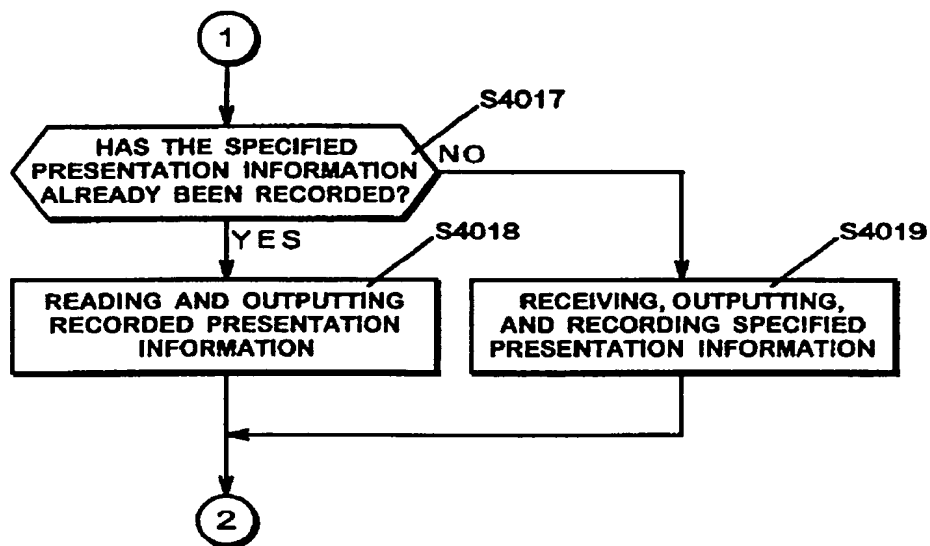 1
S4017
HAS THE SPECIFIED
PRESENTATION INFORMATION
ALREADY BEEN RECORDED?
NO
YES
S4018
S4019
READING AND OUTPUTTING
RECORDED PRESENTATION
INFORMATION
RECEIVING, OUTPUTTING,
AND RECORDING SPECIFIED
PRESENTATION INFORMATION
2